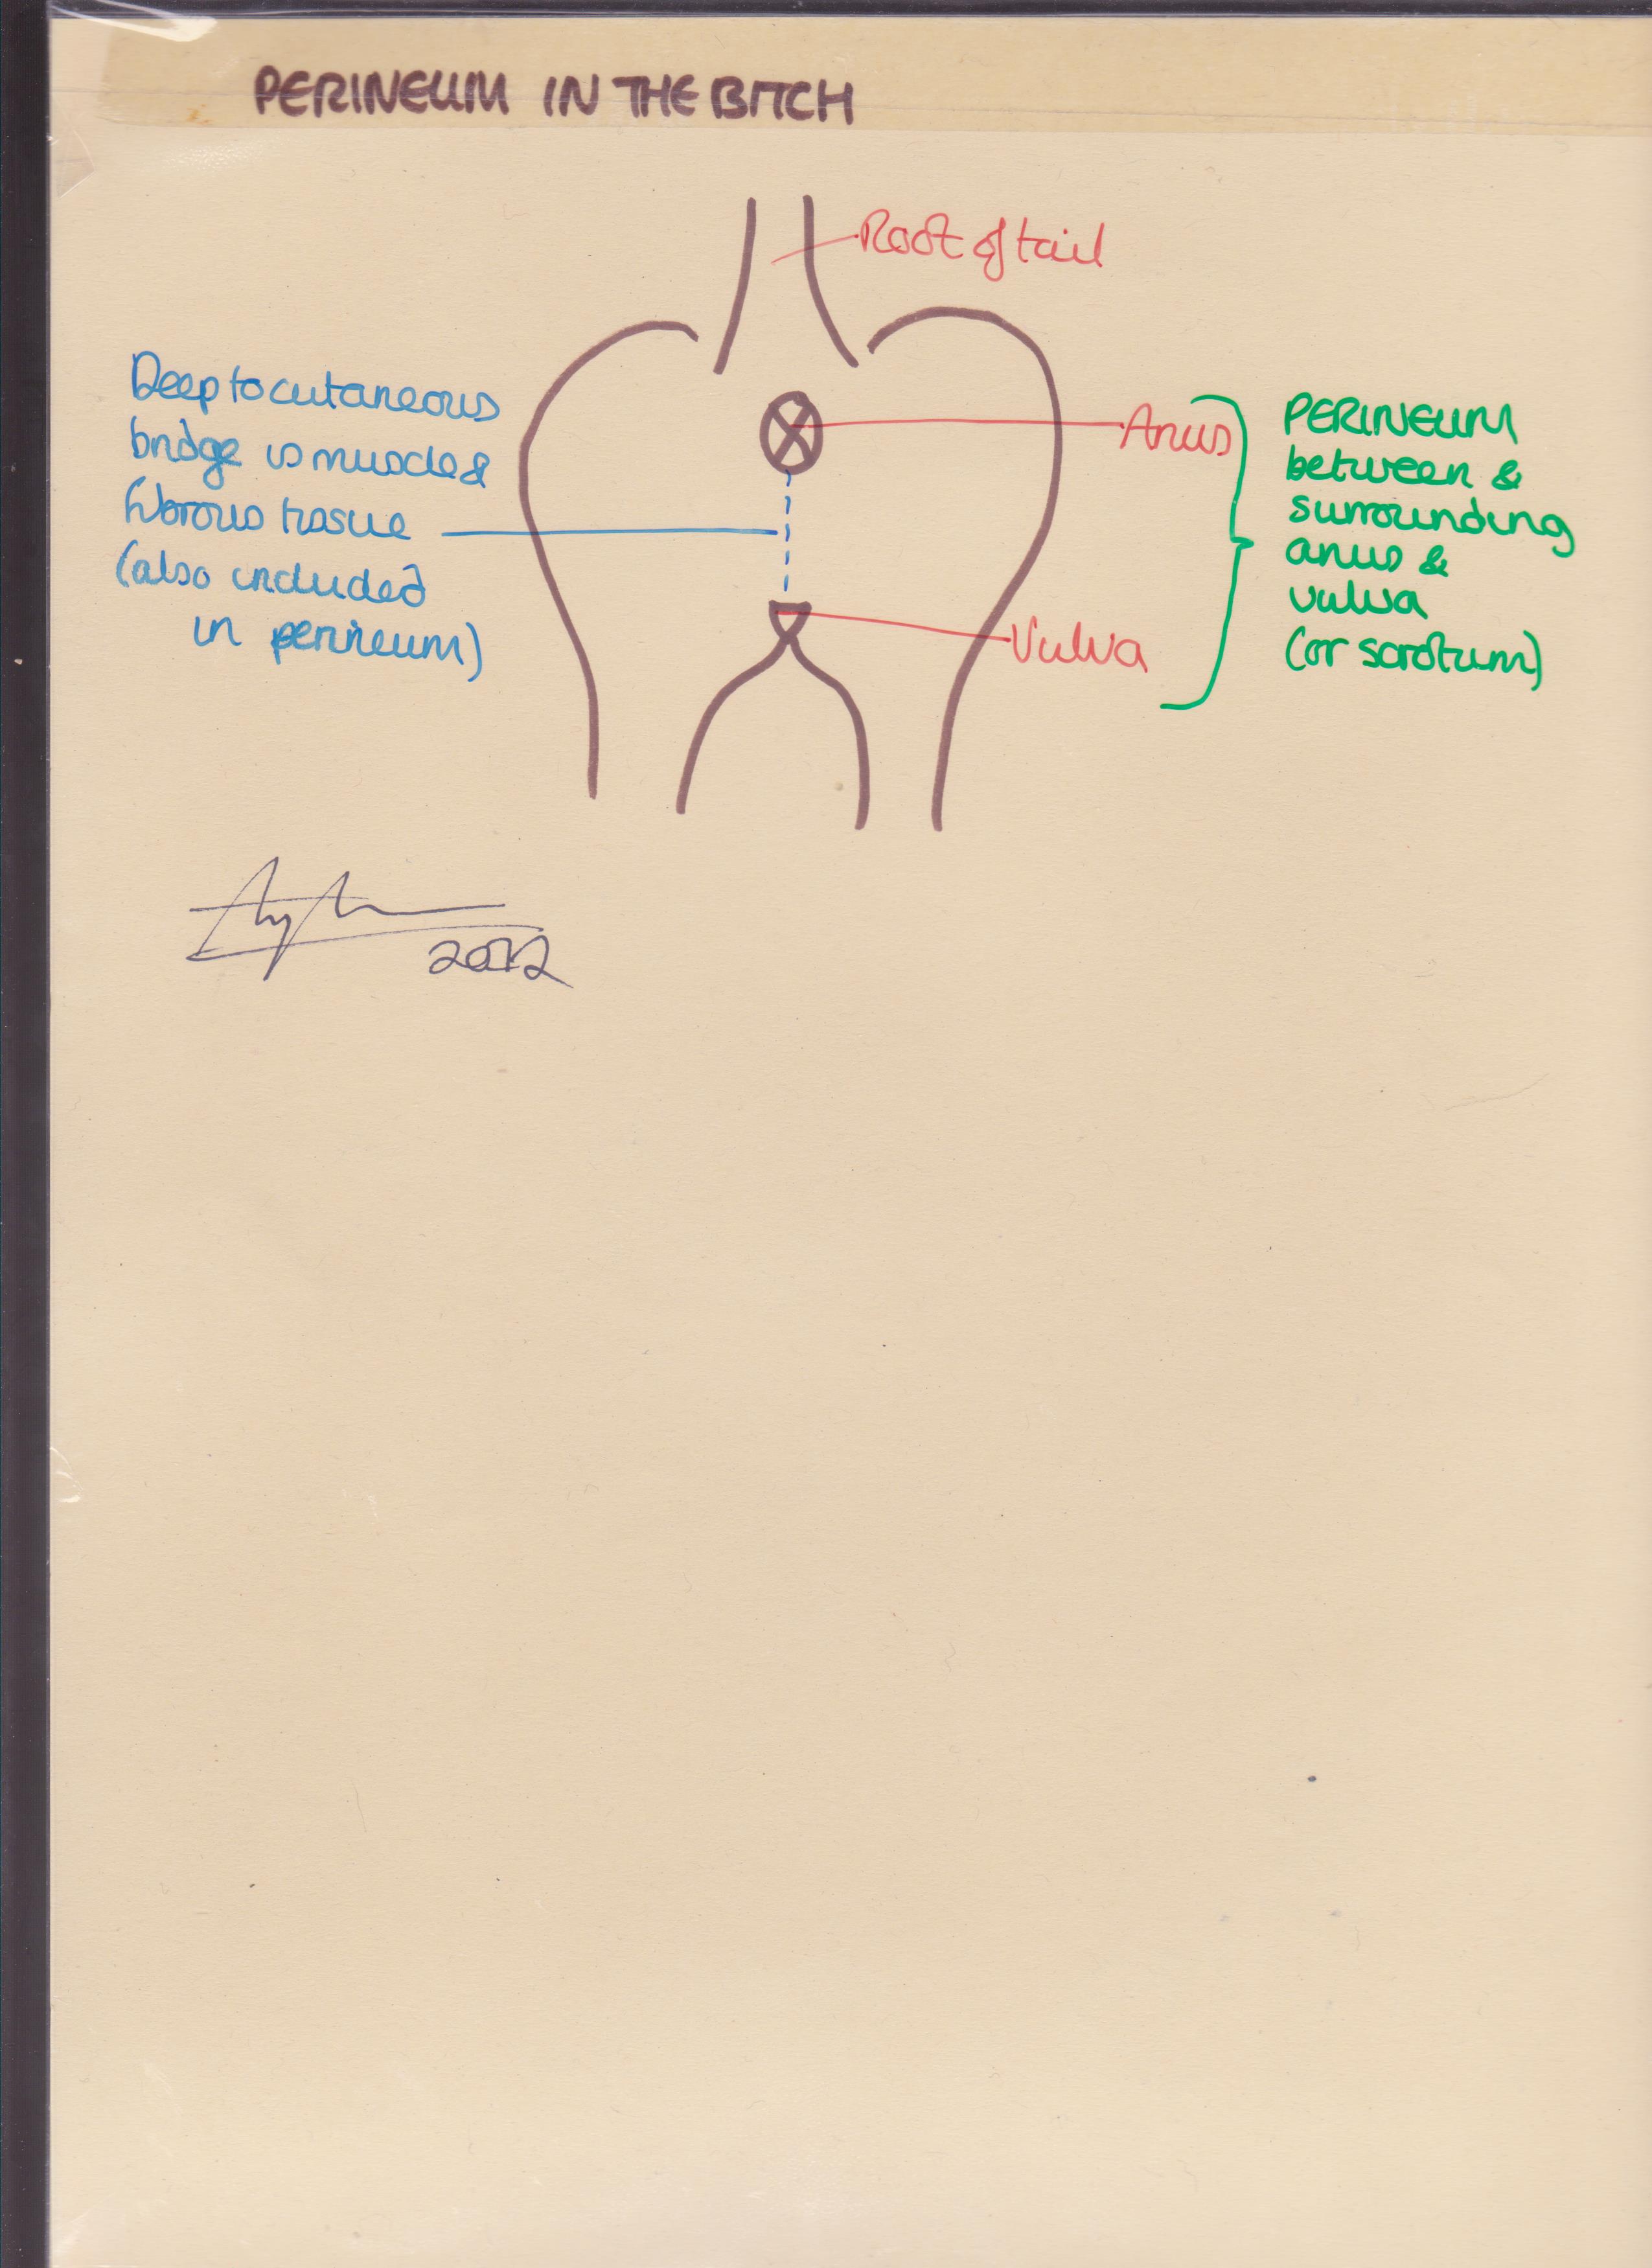 PERINEUM IN THE BITCH
Root of tail
Deep to cutaneous
bridge is muscle &
fibrous tissue
(also included
in perineum)
Anus
Vulva
PERINEUM
between &
surrounding
anus &
vulva
(or scrotum)
2012